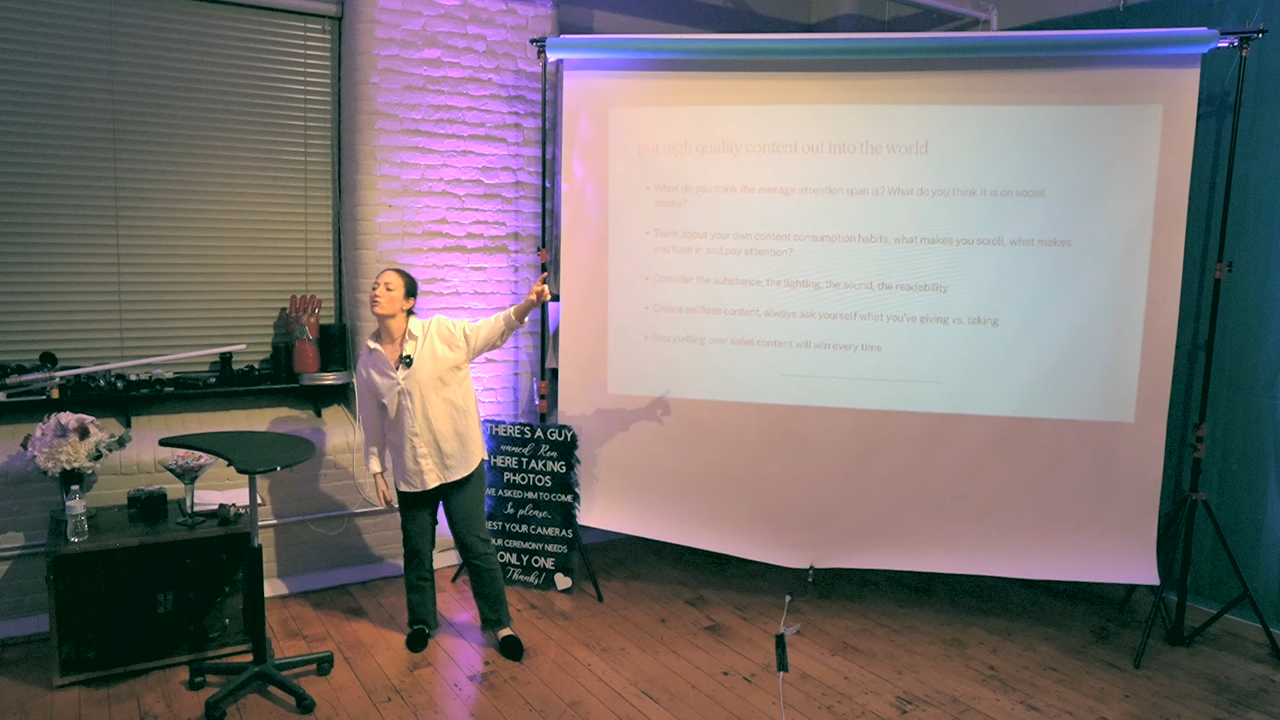 put high quality content out into the world
• What do you think the average attention span is? What do you think it is on social
media?
• Think about your own content consumption habits, what makes you scroll, what makes
you tune in and pay attention?
• Consider the substance, the lighting, the sound, the readability
• Create selfless content, always ask yourself what you've giving vs. taking
• Storytelling over sales content will win every time
THERE'S A GUY
named Ron
HERE TAKING
PHOTOS
WE ASKED HIM TO COME
So please..
REST YOUR CAMERAS
OUR CEREMONY NEEDS
ONLY ONE
Thanks!